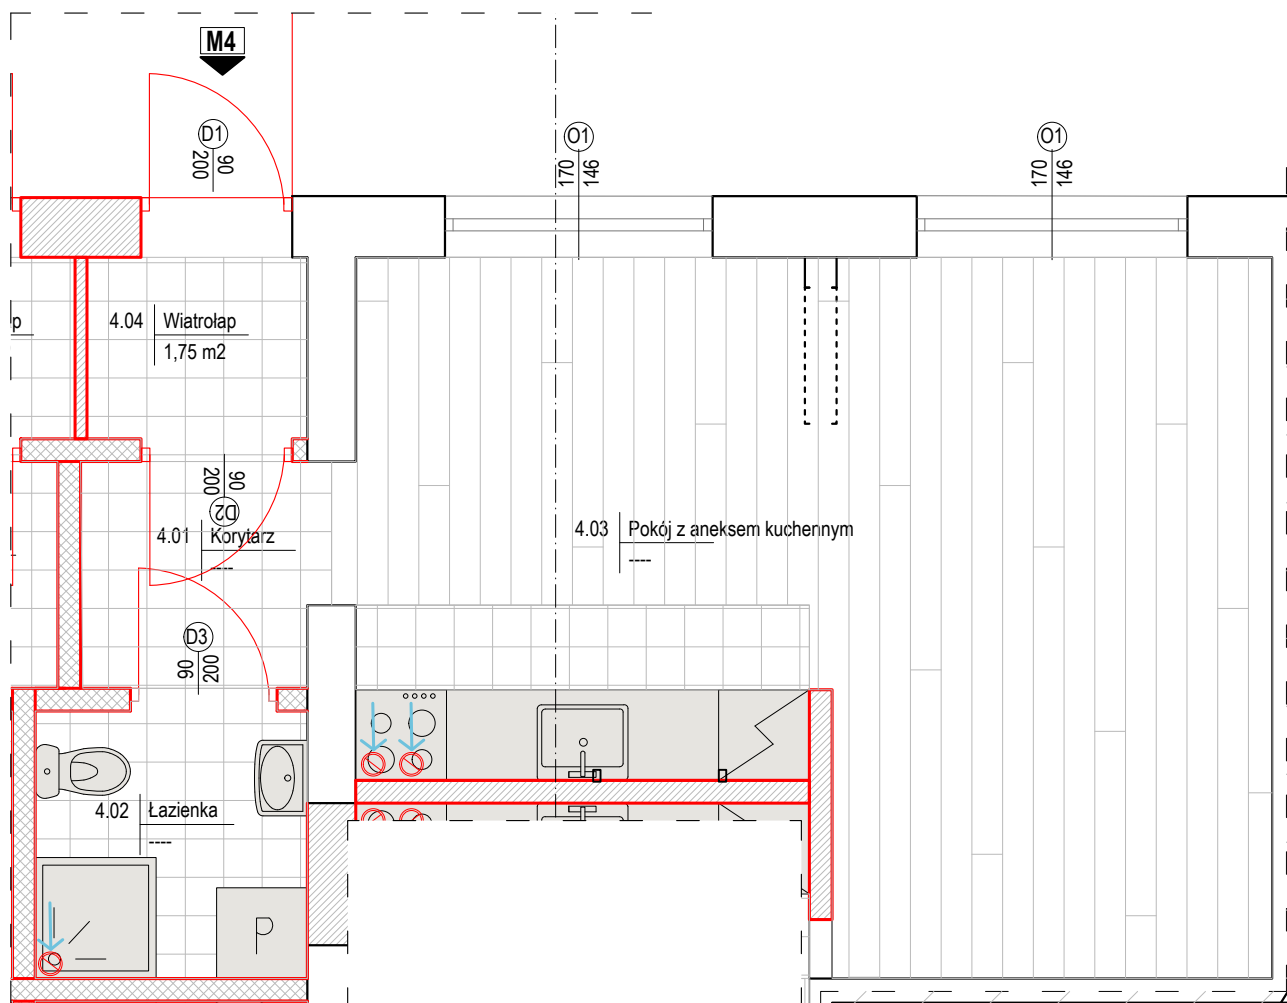 M4
D1
90
200
O1
170
146
O1
170
146
p
4.04 Wiatrołap
1,75 m2
90
200
D2
4.01 Korytarz
----
4.03 Pokój z aneksem kuchennym
----
D3
200
90
4.02 Łazienka
----
P